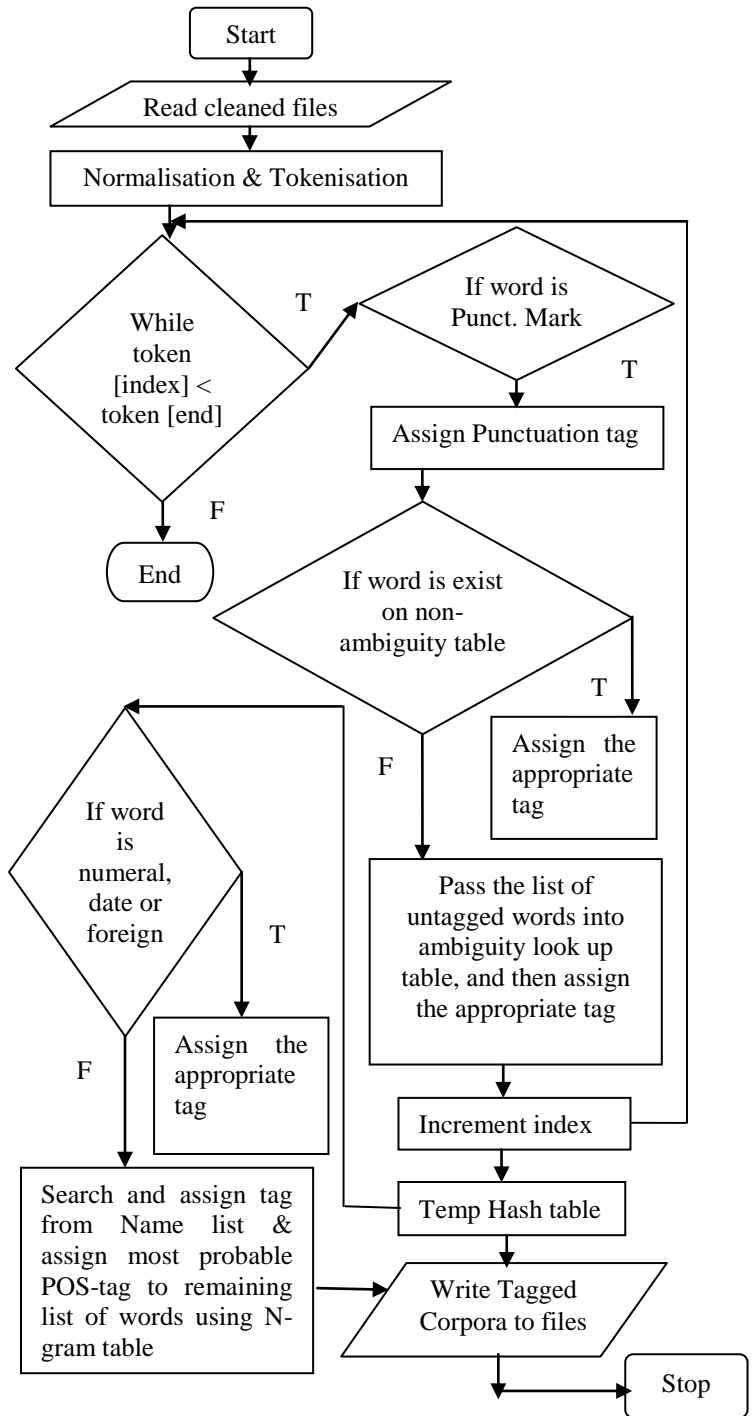 Start
Read cleaned files
Normalisation & Tokenisation
While
token
[index] <
token [end]
T
If word is
Punct. Mark
T
Assign Punctuation tag
F
End
If word is exist
on non-
ambiguity table
T
Assign the
appropriate
tag
F
If word
is
numeral,
date or
foreign
T
Assign the
appropriate
tag
F
Pass the list of
untagged words into
ambiguity look up
table, and then assign
the appropriate tag
Increment index
Temp Hash table
Search and assign tag
from Name list &
assign most probable
POS-tag to remaining
list of words using N-
gram table
Write Tagged
Corpora to files
Stop